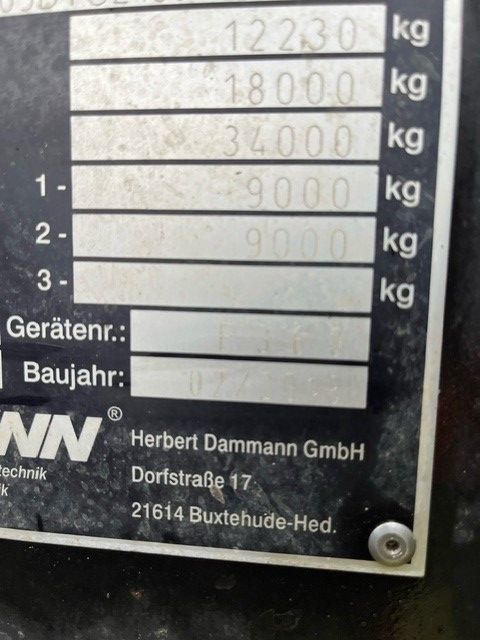 12230 kg
18000 kg
34000 kg
1 - 9000 kg
2 - 9000 kg
3 - kg
Gerätenr.:
Baujahr:
NN®
Herbert Dammann GmbH
technik
Dorfstraße 17
ik
21614 Buxtehude-Hed.